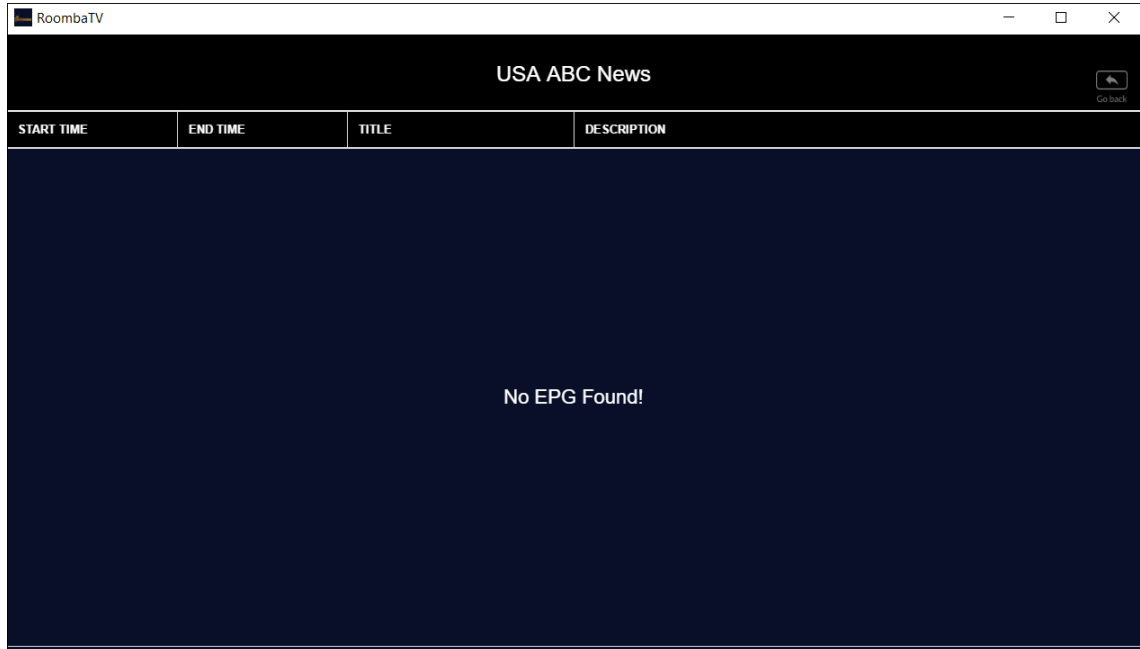 RoombaTV
USA ABC News
Go back
START TIME
END TIME
TITLE
DESCRIPTION
No EPG Found!